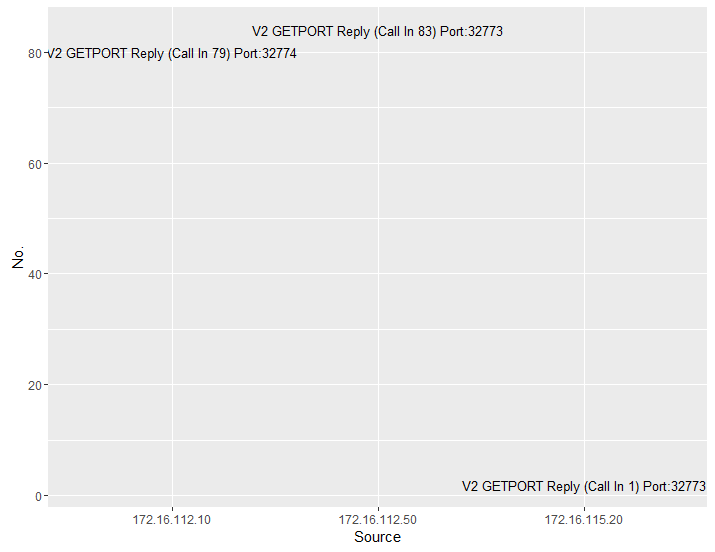 V2 GETPORT Reply (Call In 83) Port:32773
80
V2 GETPORT Reply (Call In 79) Port:32774
60
No.
40
20
V2 GETPORT Reply (Call In 1) Port:32773
0
172.16.112.10
172.16.112.50
172.16.115.20
Source